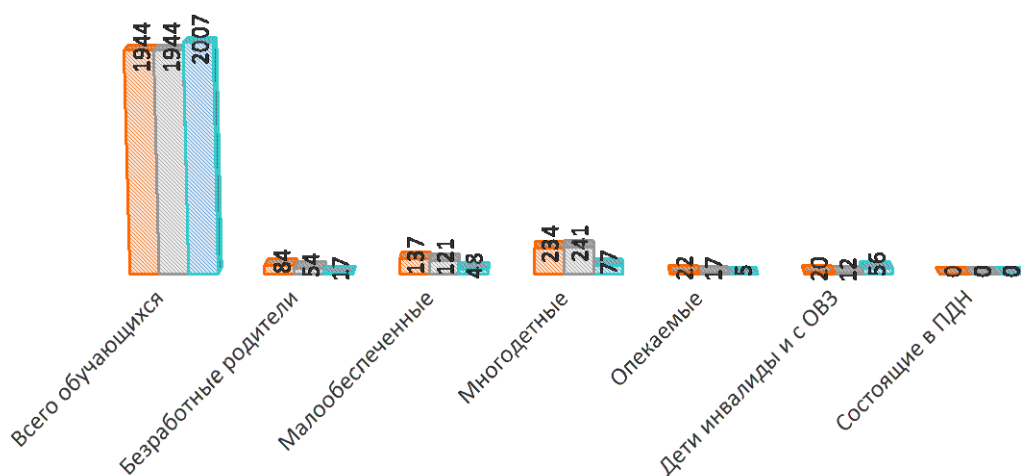 1944 1944 2007
84 54 17
137 121 48
234 241 77
22 17 5
20 12 56
0 0 0
Всего обучающихся
Безработные родители
Малообеспеченные
Многодетные
Опекаемые
Дети инвалиды и с ОВЗ
Состоящие в ПДН